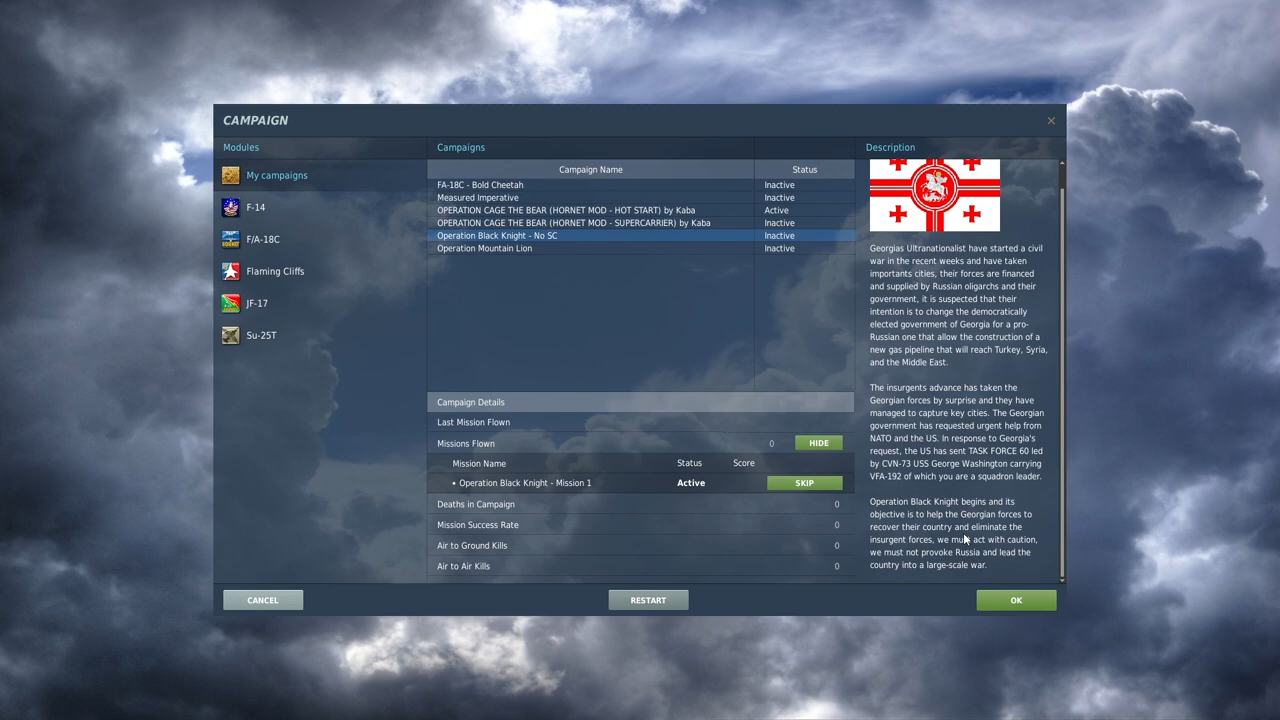 CAMPAIGN
Modules
Campaigns
Description
My campaigns
F-14
F/A-18C
Flaming Cliffs
JF-17
Su-25T
Campaign Name Status
FA-18C - Bold Cheetah Inactive
Measured Imperative Inactive
OPERATION CAGE THE BEAR (HORNET MOD - HOT START) by Kaba Active
OPERATION CAGE THE BEAR (HORNET MOD - SUPERCARRIER) by Kaba Inactive
Operation Black Knight - No SC Inactive
Operation Mountain Lion Inactive
Campaign Details
Last Mission Flown
Missions Flown 0 HIDE
Mission Name Status Score
• Operation Black Knight - Mission 1 Active SKIP
Deaths in Campaign 0
Mission Success Rate 0
Air to Ground Kills 0
Air to Air Kills 0
Georgias Ultranationalist have started a civil
war in the recent weeks and have taken
importants cities, their forces are financed
and supplied by Russian oligarchs and their
government, it is suspected that their
intention is to change the democratically
elected government of Georgia for a pro-
Russian one that allow the construction of a
new gas pipeline that will reach Turkey, Syria,
and the Middle East.
The insurgents advance has taken the
Georgian forces by surprise and they have
managed to capture key cities. The Georgian
government has requested urgent help from
NATO and the US. In response to Georgia's
request, the US has sent TASK FORCE 60 led
by CVN-73 USS George Washington carrying
VFA-192 of which you are a squadron leader.
Operation Black Knight begins and its
objective is to help the Georgian forces to
recover their country and eliminate the
insurgent forces, we must act with caution,
we must not provoke Russia and lead the
country into a large-scale war.
CANCEL
RESTART
OK